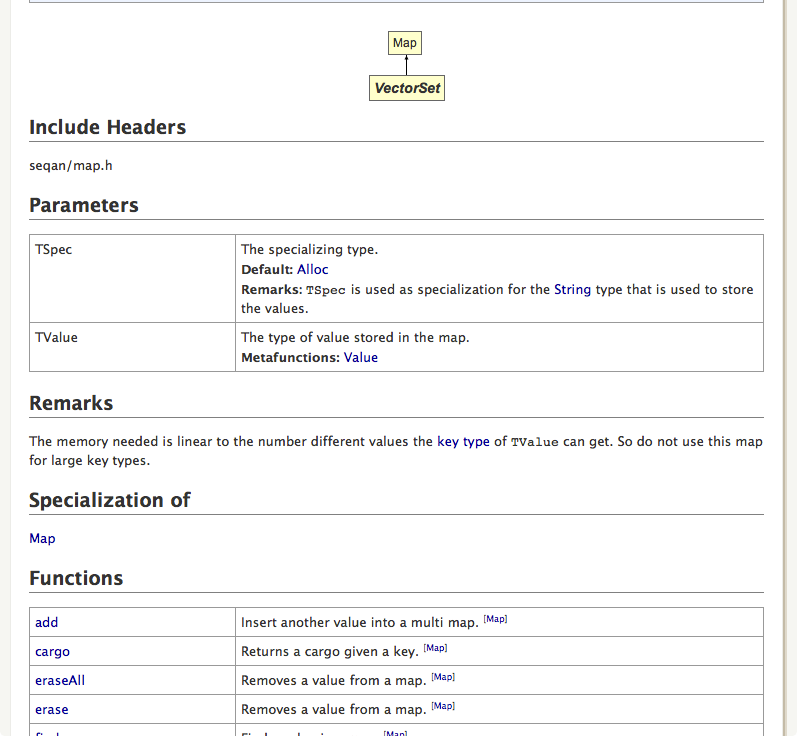 Map
VectorSet
Include Headers
seqan/map.h
Parameters
TSpec
The specializing type.
Default: Alloc
Remarks: TSpec is used as specialization for the String type that is used to store
the values.
TValue
The type of value stored in the map.
Metafunctions: Value
Remarks
The memory needed is linear to the number different values the key type of TValue can get. So do not use this map
for large key types.
Specialization of
Map
Functions
add Insert another value into a multi map. [Map]
cargo Returns a cargo given a key. [Map]
eraseAll Removes a value from a map. [Map]
erase Removes a value from a map. [Map]
[Map]